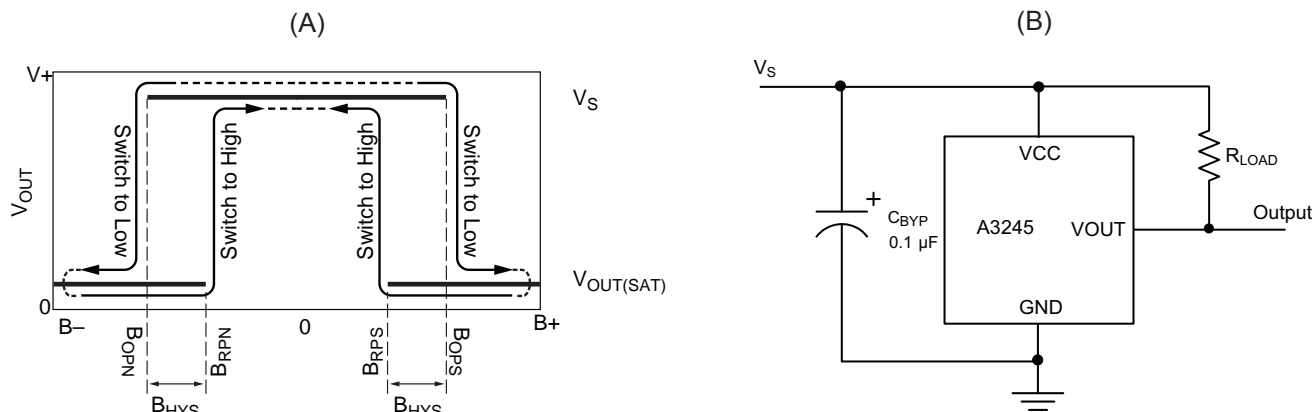 (A)
V+
VS
Switch to Low
Switch to High
Switch to High
Switch to Low
VOUT
VOUT(SAT)
0
B–
0
B+
BOPN
BRPN
BRPS
BOPS
BHYS
BHYS
(B)
VS
VCC
RLOAD
+
CBYP
0.1 µF
A3245
VOUT
Output
GND